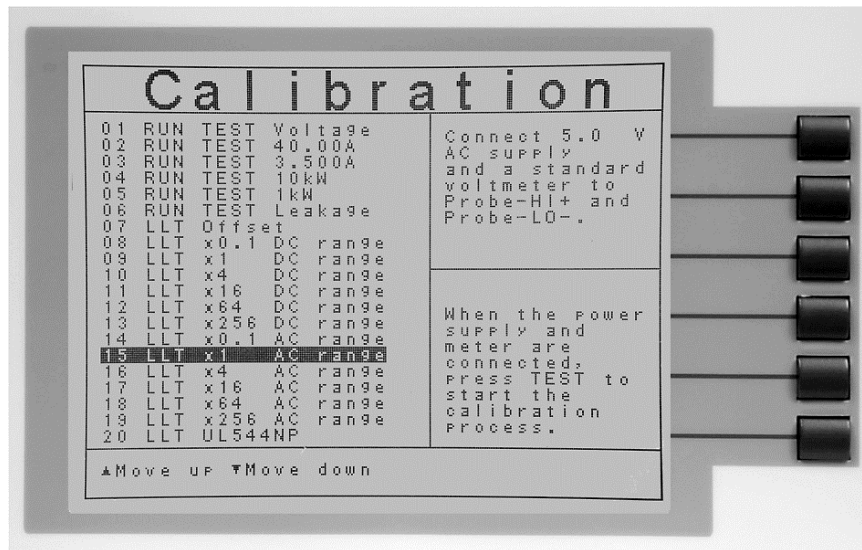 Calibration
01 RUN TEST Voltage
02 RUN TEST 40.00A
03 RUN TEST 3.500A
04 RUN TEST 10kW
05 RUN TEST 1kW
06 RUN TEST Leakage
07 LLT Offset
08 LLT x0.1 DC range
09 LLT x1 DC range
10 LLT x4 DC range
11 LLT x16 DC range
12 LLT x64 DC range
13 LLT x256 DC range
14 LLT x0.1 AC range
15 LLT x1 AC range
16 LLT x4 AC range
17 LLT x16 AC range
18 LLT x64 AC range
19 LLT x256 AC range
20 LLT UL544NP
Connect 5.0 V
AC supply
and a standard
voltmeter to
Probe-HI+ and
Probe-LO-.
When the power
supply and
meter are
connected,
press TEST to
start the
calibration
process.
▲Move up ▼Move down